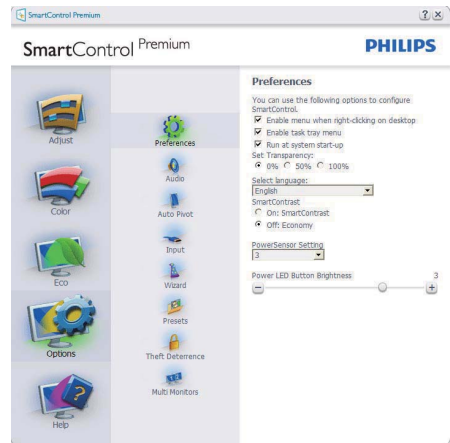 SmartControl Premium
SmartControl Premium
PHILIPS
Adjust
Color
Eco
Options
Help
Preferences
Audio
Auto Pivot
Input
Wizard
Presets
Theft Deterrence
Multi Monitors
Preferences
You can use the following options to configure
SmartControl.
Enable menu when right-clicking on desktop
Enable task tray menu
Run at system start-up
Set Transparency:
0% 50% 100%
Select language:
English
SmartContrast
On: SmartContrast
Off: Economy
PowerSensor Setting
3
Power LED Button Brightness 3